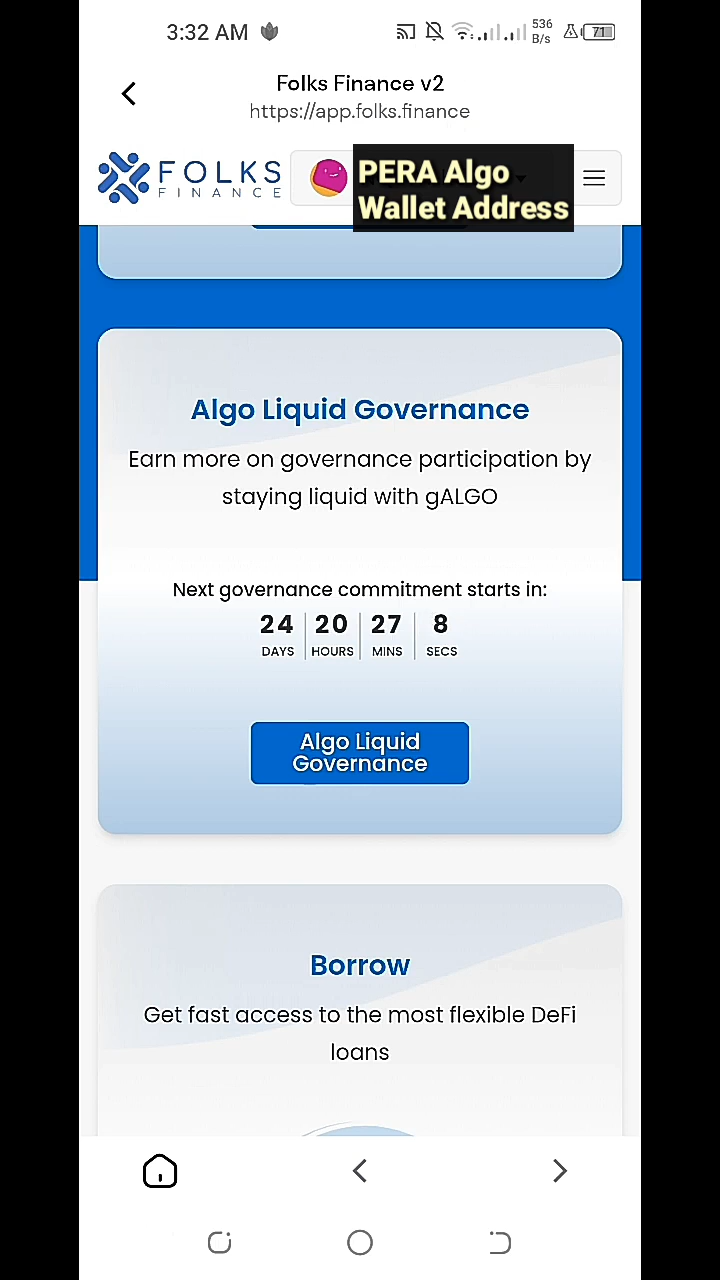 3:32 AM
536
B/s
71
Folks Finance v2
https://app.folks.finance
FOLKS
FINANCE
PERA Algo
Wallet Address
Algo Liquid Governance
Earn more on governance participation by
staying liquid with gALGO
Next governance commitment starts in:
24 20 27 8
DAYS HOURS MINS SECS
Algo Liquid
Governance
Borrow
Get fast access to the most flexible DeFi
loans